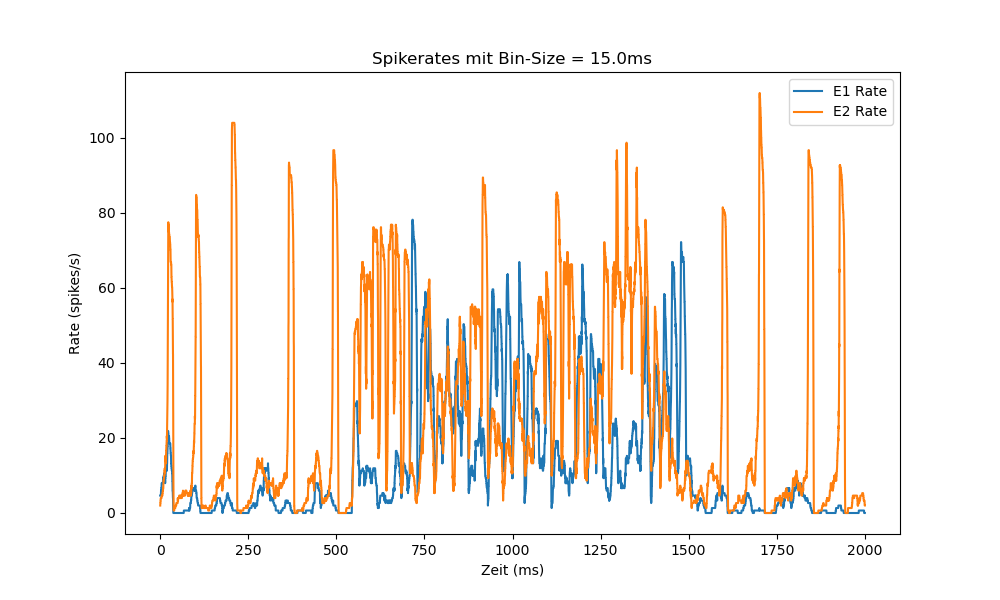 Spikerates mit Bin-Size = 15.0ms
E1 Rate
E2 Rate
Rate (spikes/s)
100
80
60
40
20
0
0 250 500 750 1000 1250 1500 1750 2000
Zeit (ms)